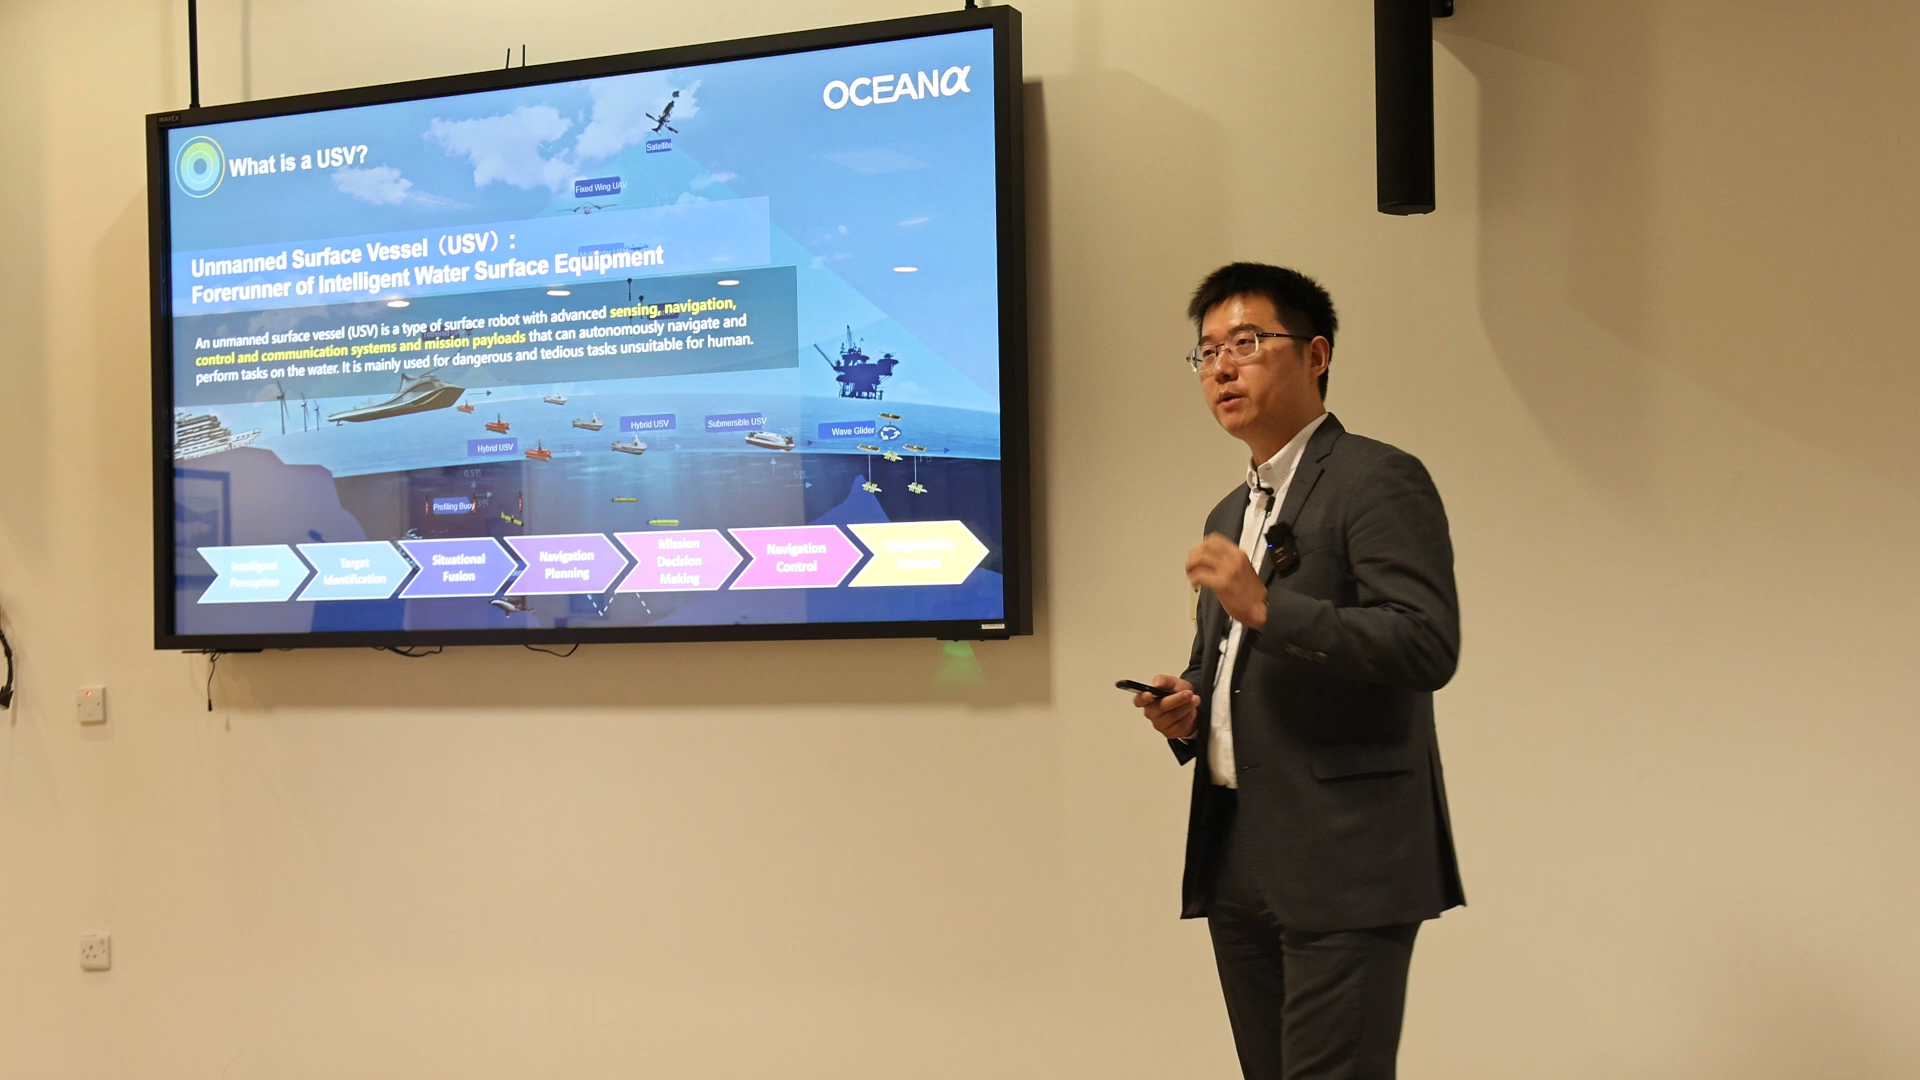 WAVEX
OCEANα
What is a USV?
Satellite
Fixed Wing UAV
Unmanned Surface Vessel（USV）:
Forerunner of Intelligent Water Surface Equipment
An unmanned surface vessel (USV) is a type of surface robot with advanced sensing, navigation,
control and communication systems and mission payloads that can autonomously navigate and
perform tasks on the water. It is mainly used for dangerous and tedious tasks unsuitable for human.
Hybrid USV
Submersible USV
Wave Glider
Hybrid USV
Profiling Buoy
Intelligent
Perception
Target
Identification
Situational
Fusion
Navigation
Planning
Mission
Decision
Making
Navigation
Control